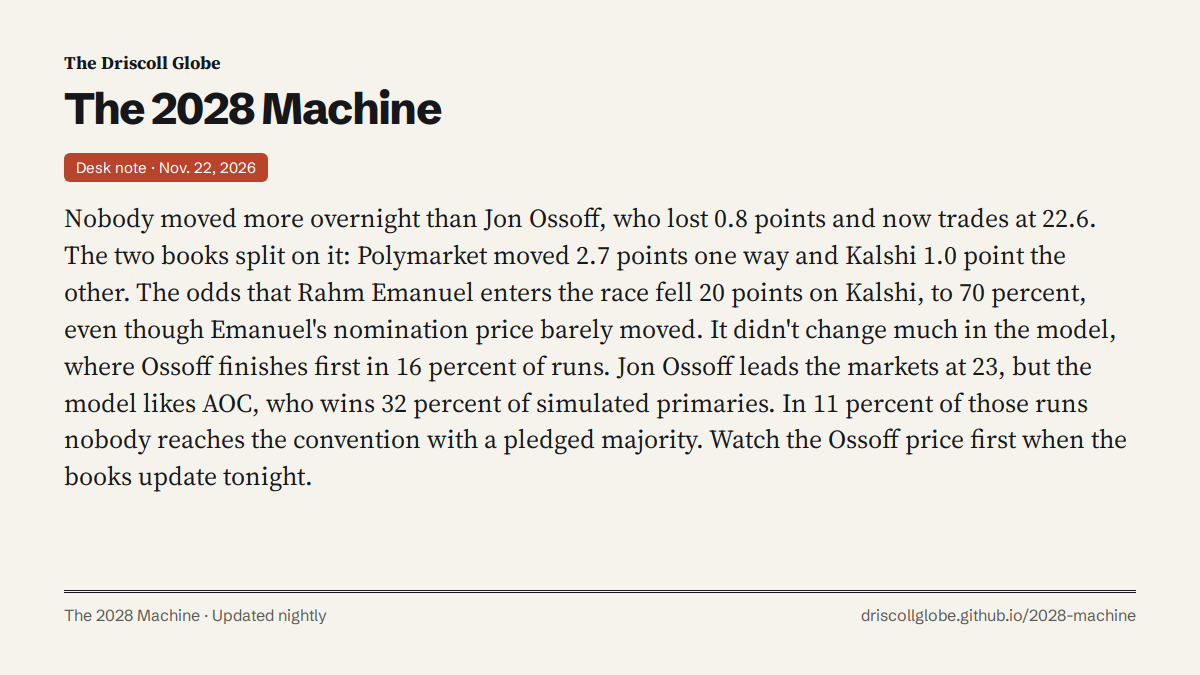 The Driscoll Globe
The 2028 Machine
Desk note · Nov. 22, 2026
Nobody moved more overnight than Jon Ossoff, who lost 0.8 points and now trades at 22.6.
The two books split on it: Polymarket moved 2.7 points one way and Kalshi 1.0 point the
other. The odds that Rahm Emanuel enters the race fell 20 points on Kalshi, to 70 percent,
even though Emanuel's nomination price barely moved. It didn't change much in the model,
where Ossoff finishes first in 16 percent of runs. Jon Ossoff leads the markets at 23, but the
model likes AOC, who wins 32 percent of simulated primaries. In 11 percent of those runs
nobody reaches the convention with a pledged majority. Watch the Ossoff price first when the
books update tonight.
The 2028 Machine · Updated nightly
driscollglobe.github.io/2028-machine